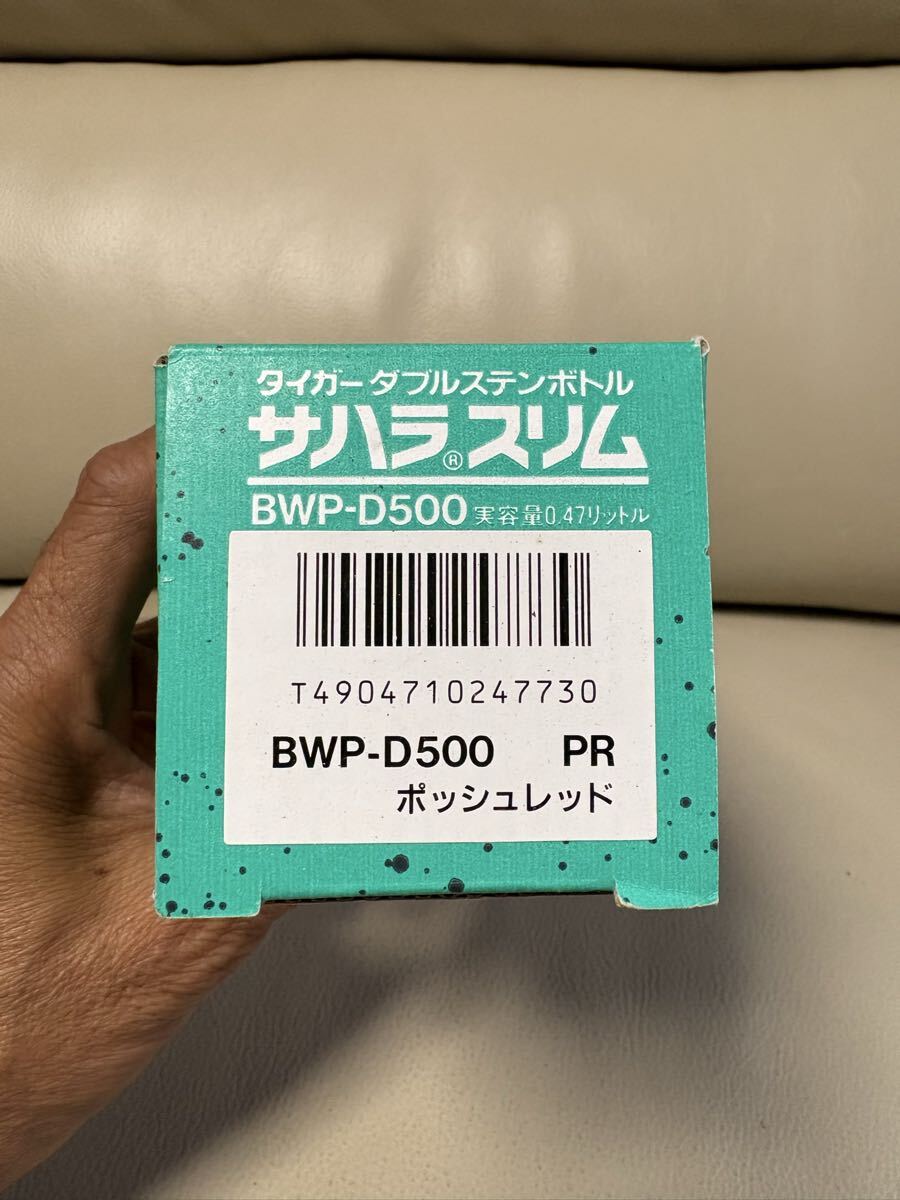 タイガーダブルステンボトル
サハラ®スリム
BWP-D500 実容量0.47リットル
T4904710247730
BWP-D500 PR
ポッシュレッド